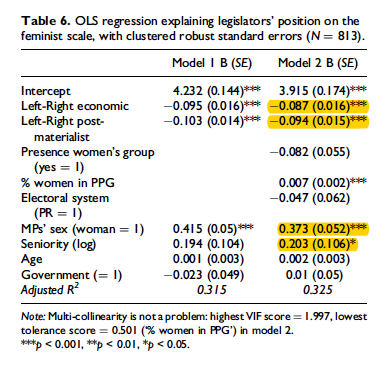 Table 6. OLS regression explaining legislators' position on the
feminist scale, with clustered robust standard errors (N = 813).
Model 1 B (SE) Model 2 B (SE)
Intercept 4.232 (0.144)*** 3.915 (0.174)***
Left-Right economic −0.095 (0.016)*** −0.087 (0.016)***
Left-Right post- −0.103 (0.014)*** −0.094 (0.015)***
materialist
Presence women's group −0.082 (0.055)
(yes = 1)
% women in PPG 0.007 (0.002)***
Electoral system −0.047 (0.062)
(PR = 1)
MPs' sex (woman = 1) 0.415 (0.05)*** 0.373 (0.052)***
Seniority (log) 0.194 (0.104) 0.203 (0.106)*
Age 0.001 (0.003) 0.002 (0.003)
Government (= 1) −0.023 (0.049) 0.01 (0.05)
Adjusted R² 0.315 0.325
Note: Multi-collinearity is not a problem: highest VIF score = 1.997, lowest
tolerance score = 0.501 ('% women in PPG') in model 2.
***p < 0.001, **p < 0.01, *p < 0.05.